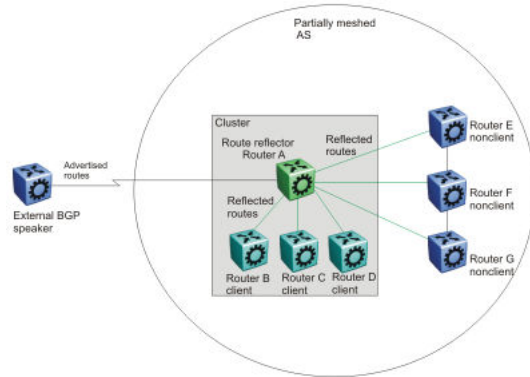 Partially meshed
AS
Cluster
Route reflector
Router A
Reflected
routes
Router E
nonclient
Advertised
routes
External BGP
speaker
Reflected
routes
Router F
nonclient
Router B
client
Router C
client
Router D
client
Router G
nonclient